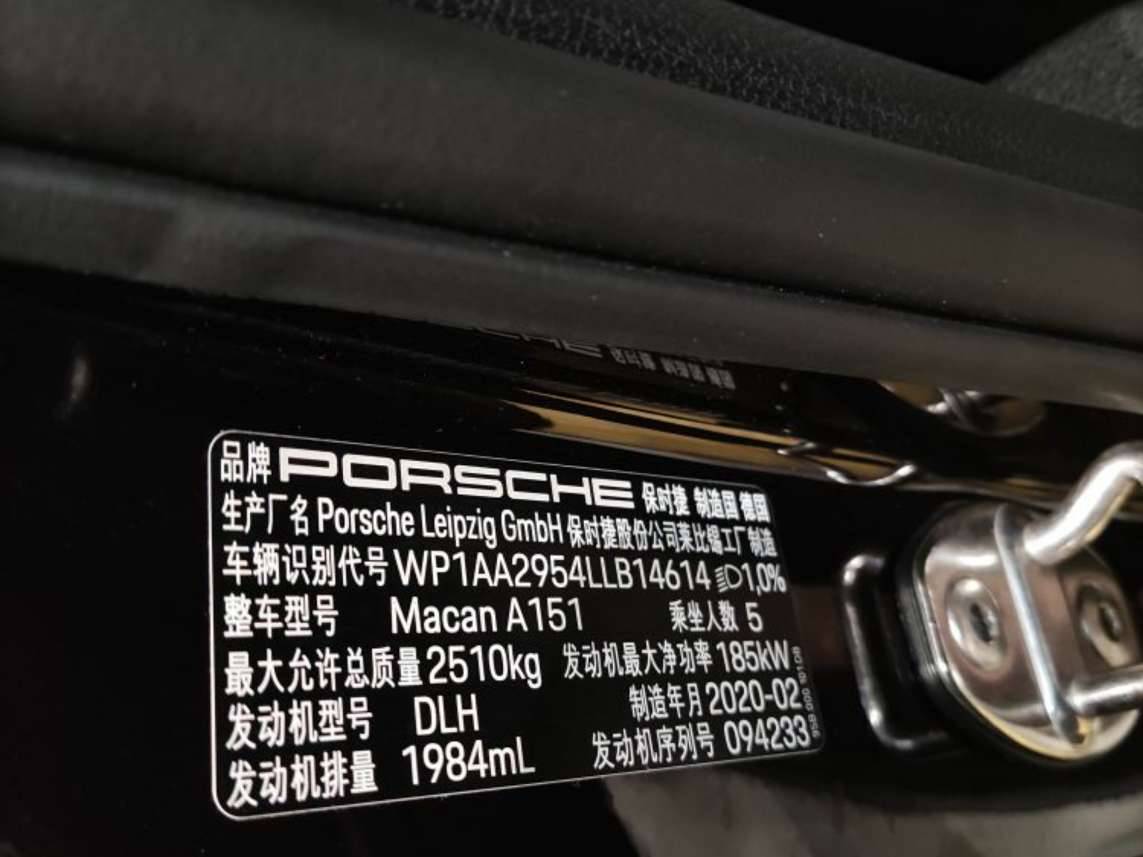 品牌 PORSCHE 保时捷 制造国 德国
生产厂名 Porsche Leipzig GmbH 保时捷股份公司莱比锡工厂制造
车辆识别代号 WP1AA2954LLB14614 1,0%
整车型号 Macan A151 乘坐人数 5
最大允许总质量 2510kg 发动机最大净功率 185kW
发动机型号 DLH 制造年月 2020-02
发动机排量 1984mL 发动机序列号 094233